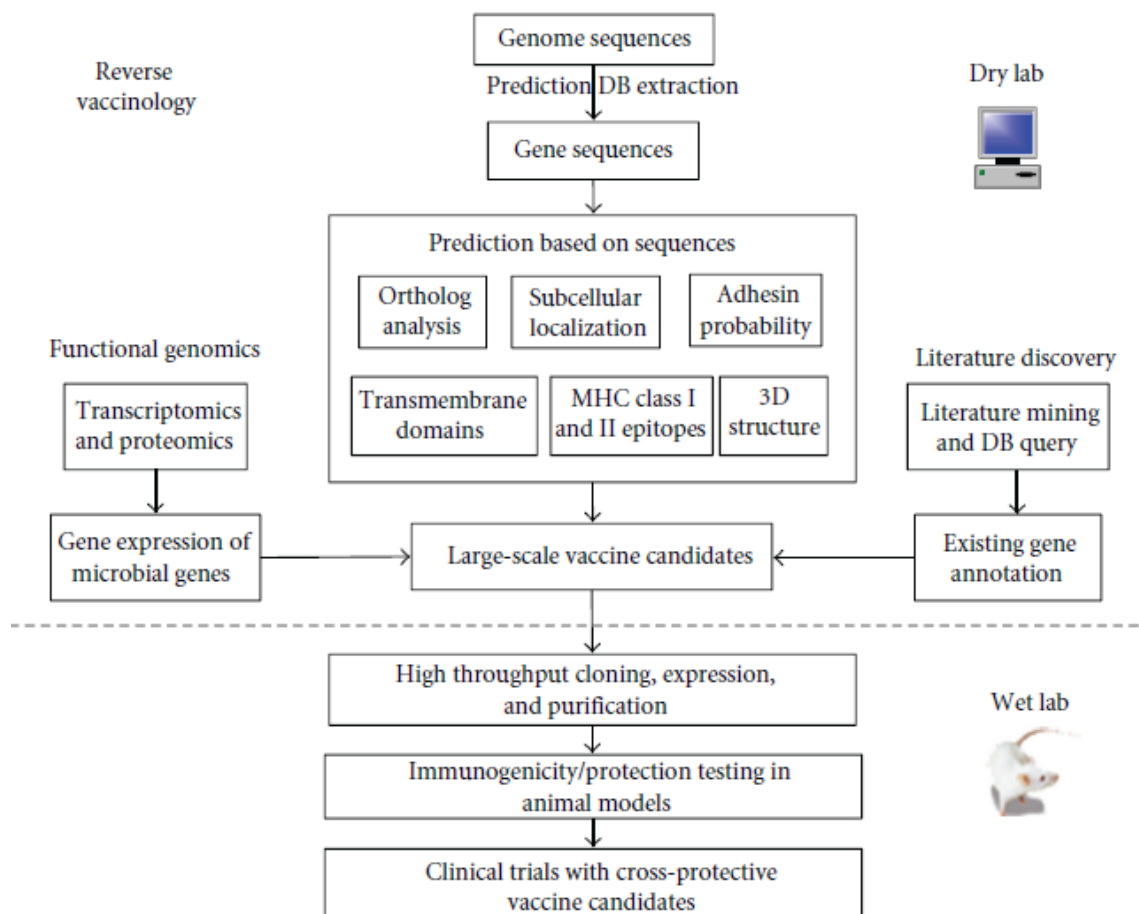 Genome sequences
Reverse
vaccinology
Dry lab
Prediction DB extraction
Gene sequences
Prediction based on sequences
Ortholog
analysis
Subcellular
localization
Adhesin
probability
Transmembrane
domains
MHC class I
and II epitopes
3D
structure
Functional genomics
Transcriptomics
and proteomics
Gene expression of
microbial genes
Literature discovery
Literature mining
and DB query
Existing gene
annotation
Large-scale vaccine candidates
High throughput cloning, expression,
and purification
Wet lab
Immunogenicity/protection testing in
animal models
Clinical trials with cross-protective
vaccine candidates